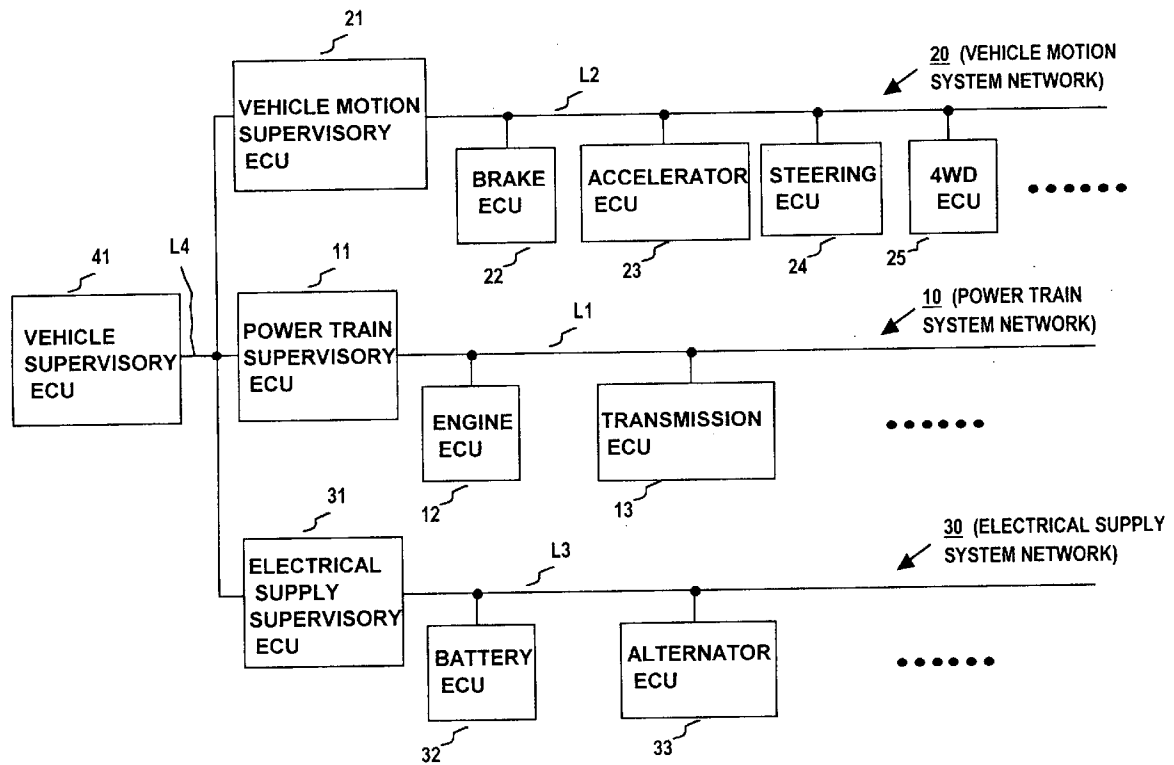 21
20 (VEHICLE MOTION
SYSTEM NETWORK)
VEHICLE MOTION
SUPERVISORY
ECU
L2
BRAKE
ECU
ACCELERATOR
ECU
STEERING
ECU
4WD
ECU
22
23
24
25
41
L4
11
10 (POWER TRAIN
SYSTEM NETWORK)
VEHICLE
SUPERVISORY
ECU
POWER TRAIN
SUPERVISORY
ECU
L1
ENGINE
ECU
TRANSMISSION
ECU
12
13
31
30 (ELECTRICAL SUPPLY
SYSTEM NETWORK)
ELECTRICAL
SUPPLY
SUPERVISORY
ECU
L3
BATTERY
ECU
ALTERNATOR
ECU
32
33